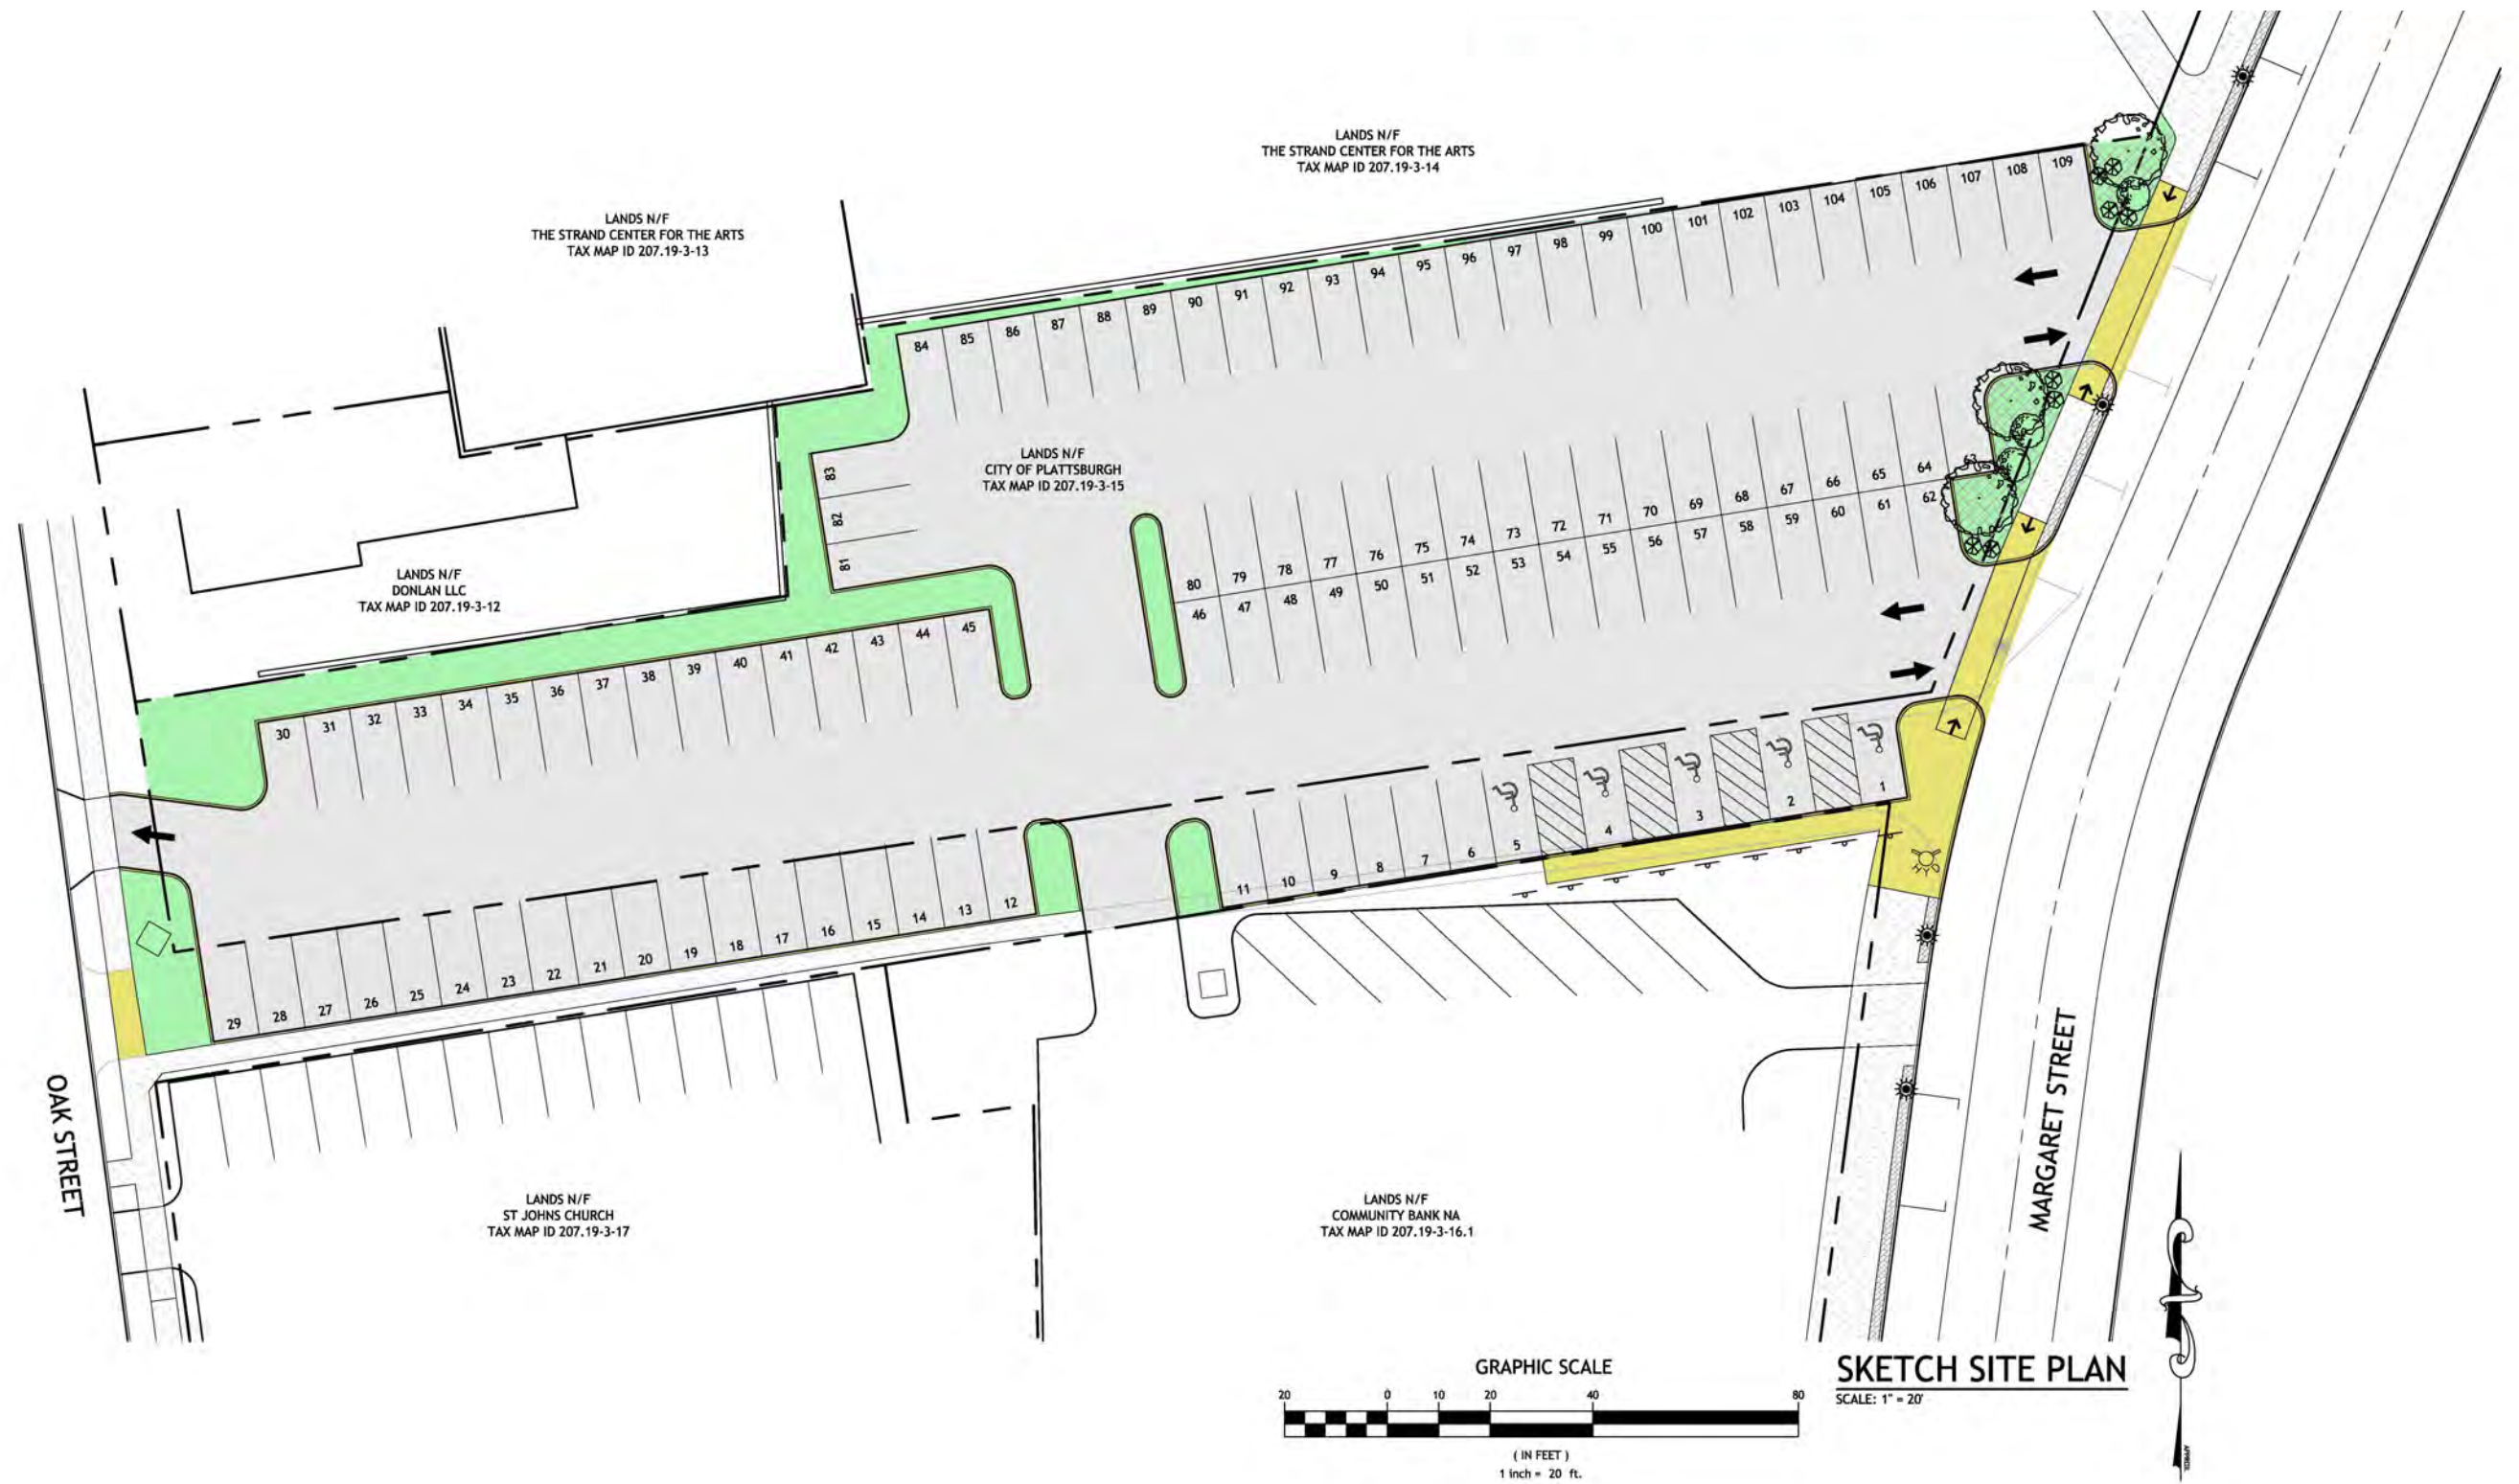 LANDS N/F
THE STRAND CENTER FOR THE ARTS
TAX MAP ID 207.19-3-14
LANDS N/F
THE STRAND CENTER FOR THE ARTS
TAX MAP ID 207.19-3-13
84 85 86 87 88 89 90 91 92 93 94 95 96 97 98 99 100 101 102 103 104 105 106 107 108 109
LANDS N/F
CITY OF PLATTSBURGH
TAX MAP ID 207.19-3-15
83
82
81
80 79 78 77 76 75 74 73 72 71 70 69 68 67 66 65 64 63
46 47 48 49 50 51 52 53 54 55 56 57 58 59 60 61 62
LANDS N/F
DONLAN LLC
TAX MAP ID 207.19-3-12
30 31 32 33 34 35 36 37 38 39 40 41 42 43 44 45
29 28 27 26 25 24 23 22 21 20 19 18 17 16 15 14 13 12
11 10 9 8 7 6 5 4 3 2 1
OAK STREET
MARGARET STREET
LANDS N/F
ST JOHNS CHURCH
TAX MAP ID 207.19-3-17
LANDS N/F
COMMUNITY BANK NA
TAX MAP ID 207.19-3-16.1
GRAPHIC SCALE
20 0 10 20 40 80
( IN FEET )
1 inch = 20 ft.
SKETCH SITE PLAN
SCALE: 1" = 20'